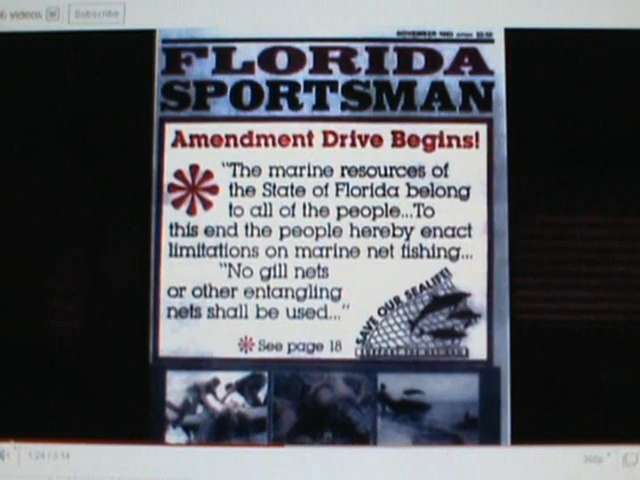 6 videos
Subscribe
FLORIDA
SPORTSMAN
Amendment Drive Begins!
"The marine resources of
the State of Florida belong
to all of the people...To
this end the people hereby enact
limitations on marine net fishing...
"No gill nets
or other entangling
nets shall be used..."
SAVE OUR SEALIFE!
See page 18